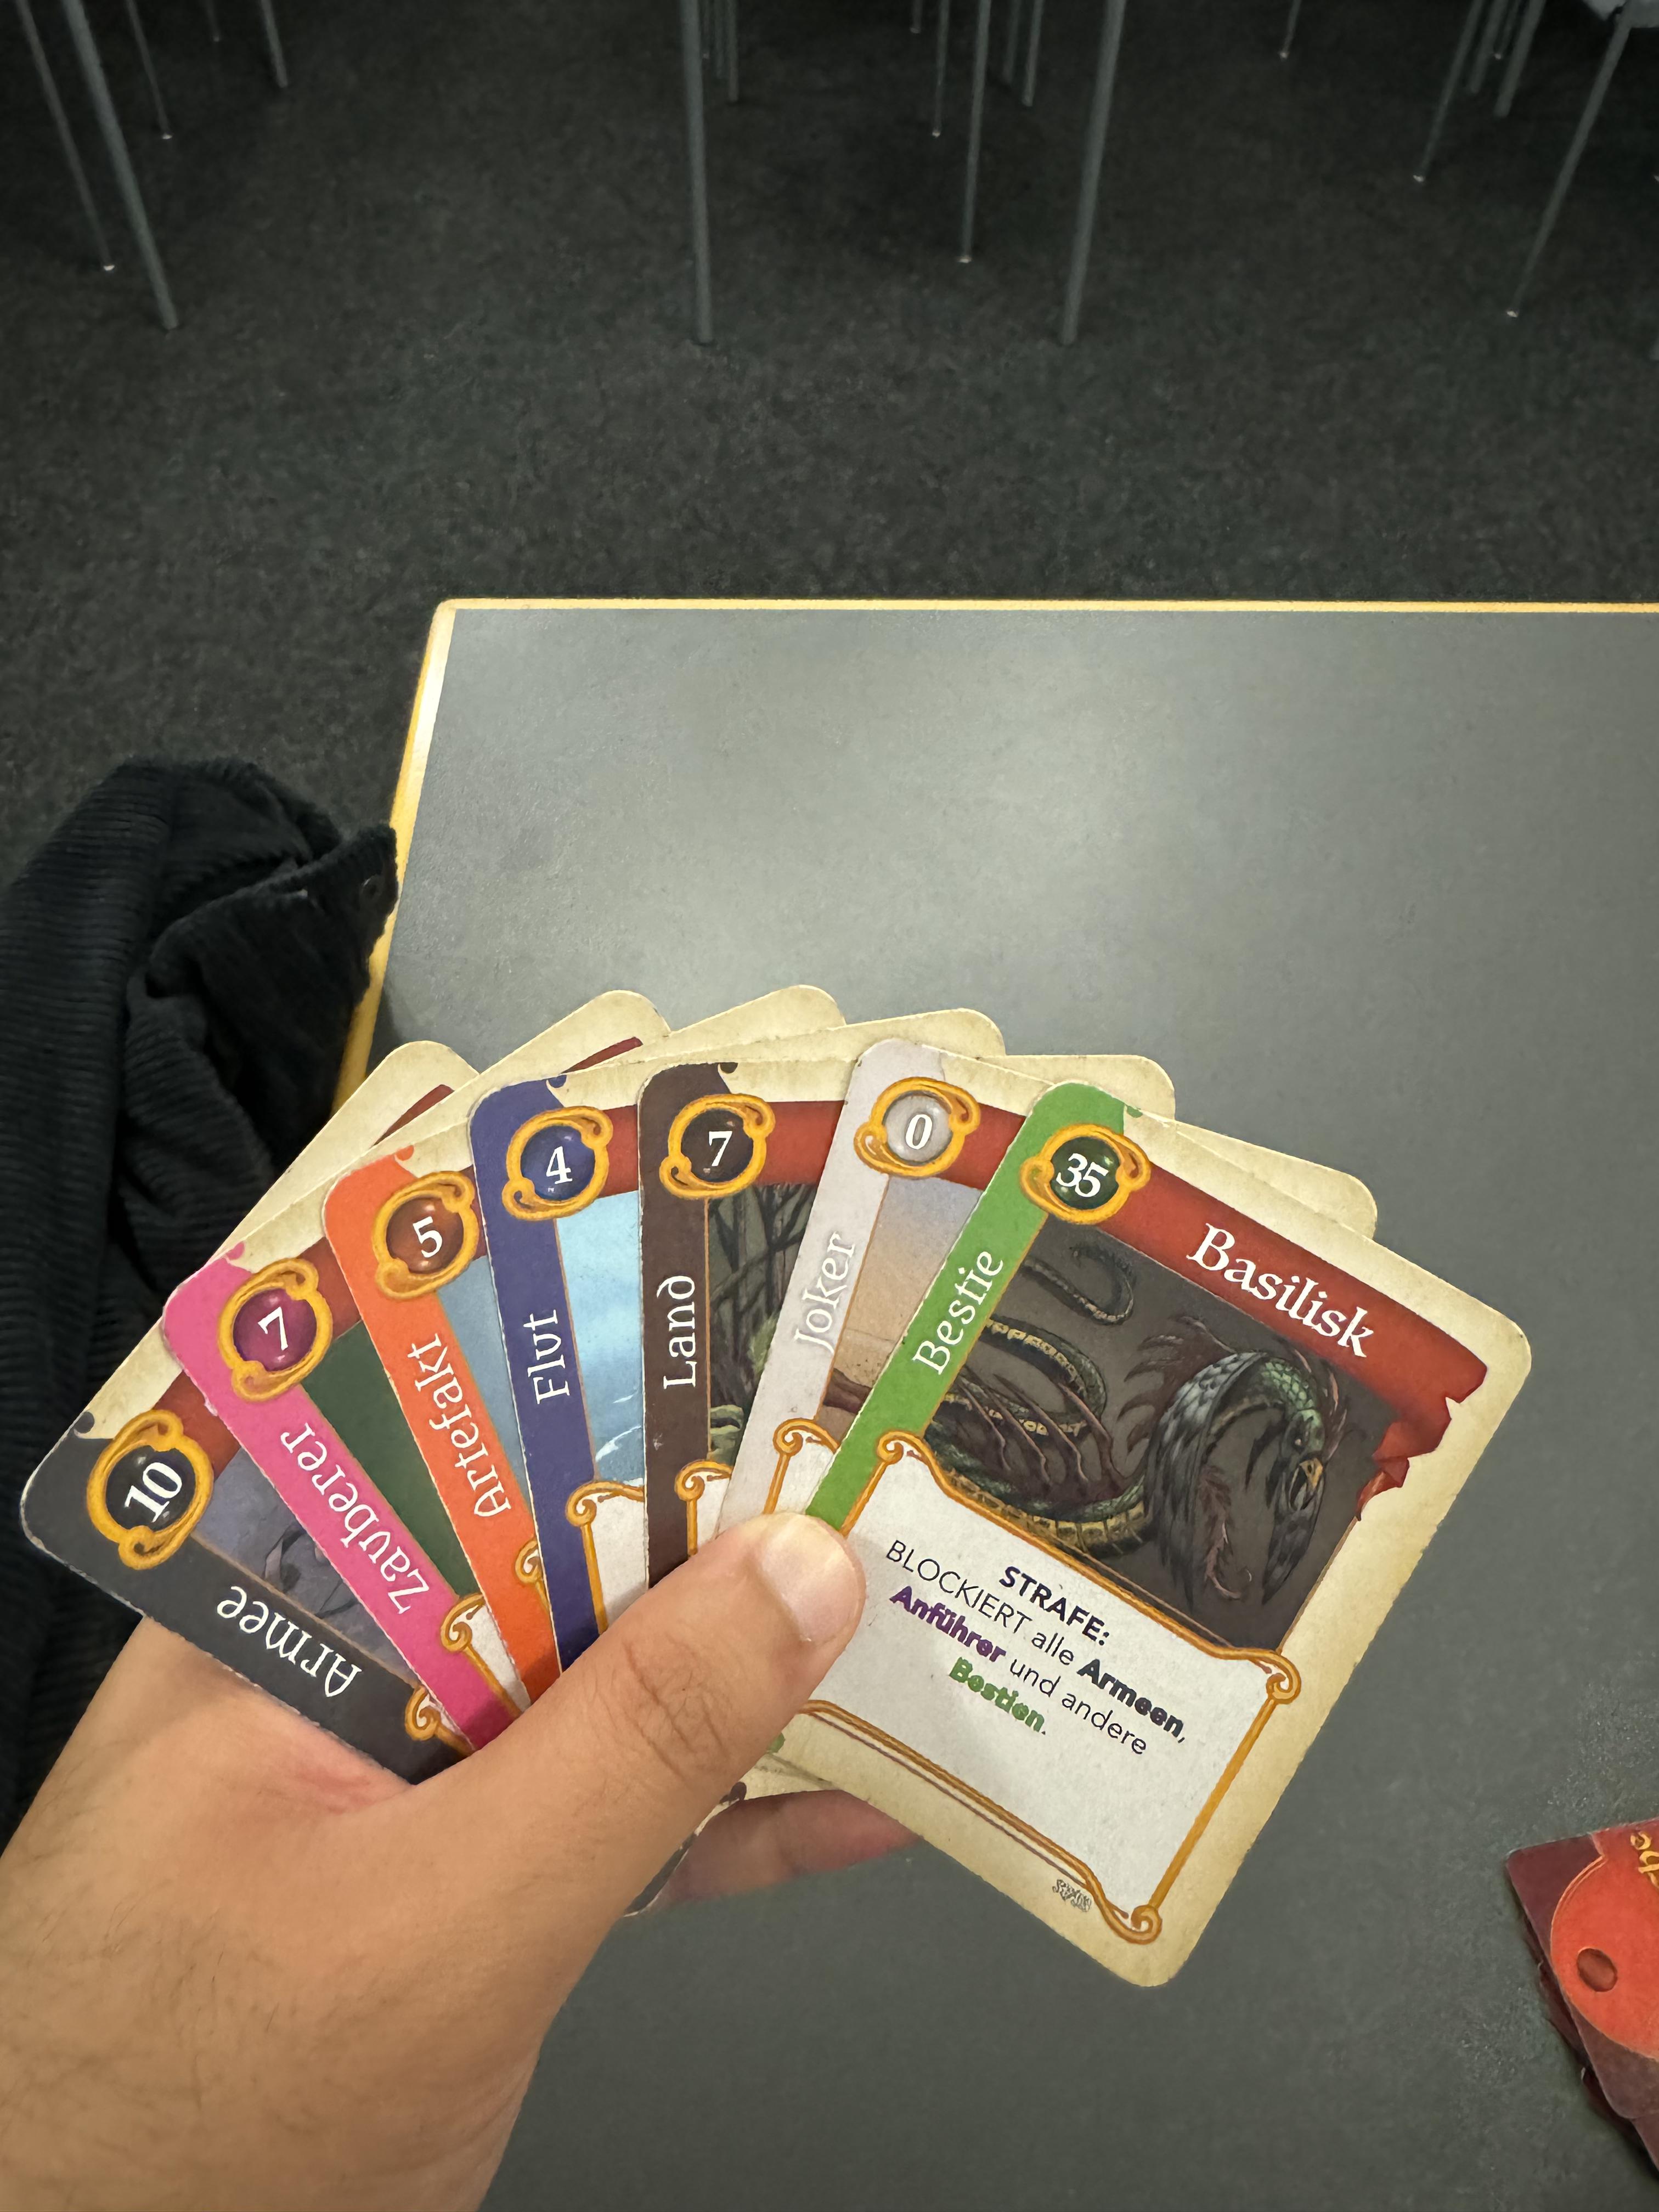 10
Armee
7
Zauberer
5
Artefakt
4
Flut
7
Land
0
Joker
35
Bestie
Basilisk
STRAFE:
BLOCKIERT alle Armeen,
Anführer und andere
Bestien.